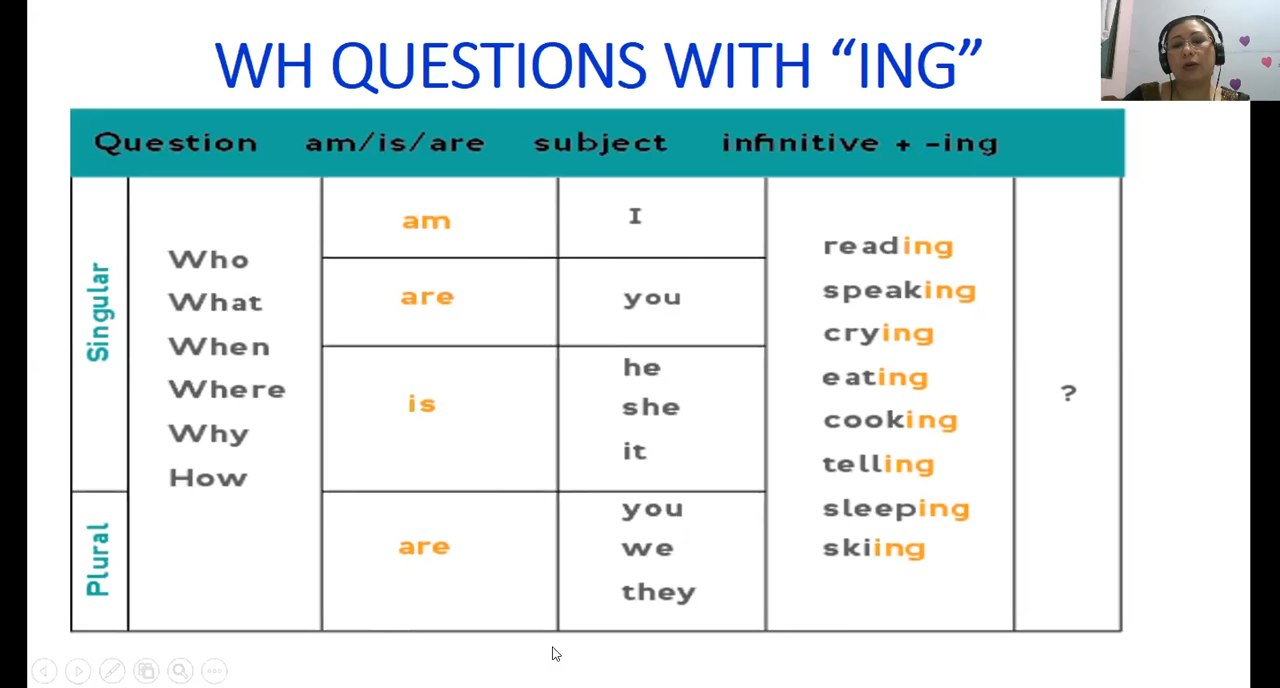 WH QUESTIONS WITH “ING”
Question am/is/are subject infinitive + -ing
Singular
Who
What
When
Where
Why
How
am
are
is
I
you
he
she
it
Plural
are
you
we
they
reading
speaking
crying
eating
cooking
telling
sleeping
skiing
?